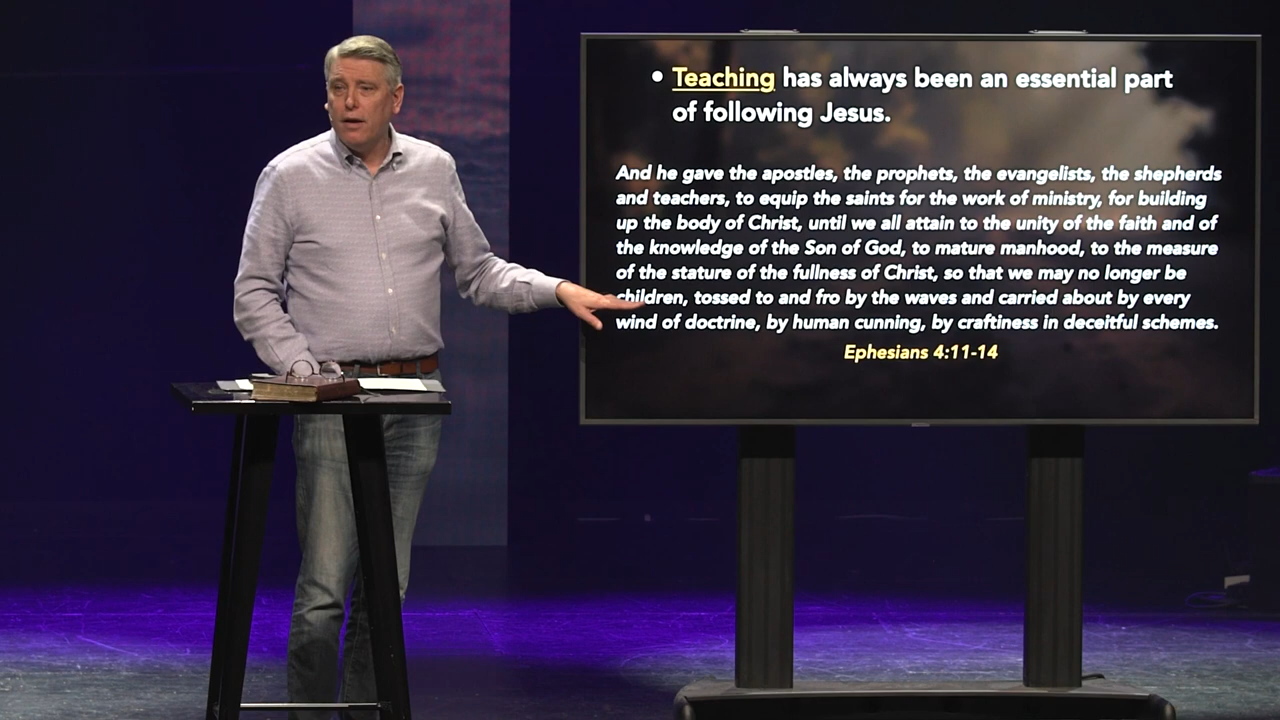 • Teaching has always been an essential part
of following Jesus.
And he gave the apostles, the prophets, the evangelists, the shepherds
and teachers, to equip the saints for the work of ministry, for building
up the body of Christ, until we all attain to the unity of the faith and of
the knowledge of the Son of God, to mature manhood, to the measure
of the stature of the fullness of Christ, so that we may no longer be
children, tossed to and fro by the waves and carried about by every
wind of doctrine, by human cunning, by craftiness in deceitful schemes.
Ephesians 4:11-14